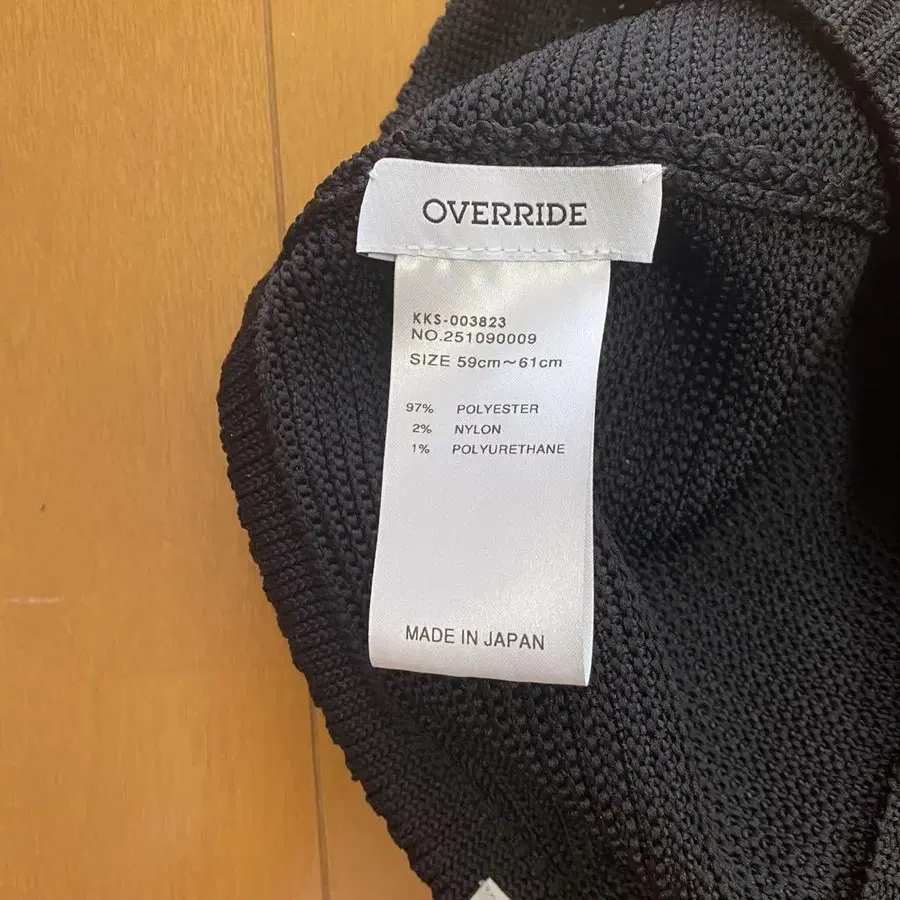 OVERRIDE
KKS-003823
NO.251090009
SIZE 59cm～61cm
97% POLYESTER
2% NYLON
1% POLYURETHANE
MADE IN JAPAN